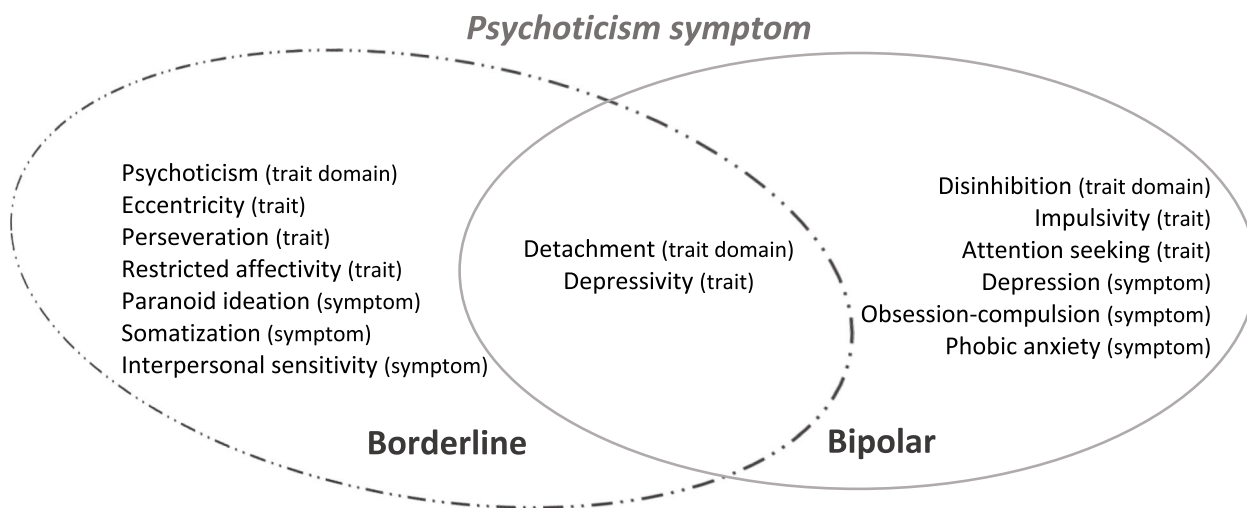 Psychoticism symptom
Psychoticism (trait domain)
Eccentricity (trait)
Perseveration (trait)
Restricted affectivity (trait)
Paranoid ideation (symptom)
Somatization (symptom)
Interpersonal sensitivity (symptom)
Detachment (trait domain)
Depressivity (trait)
Disinhibition (trait domain)
Impulsivity (trait)
Attention seeking (trait)
Depression (symptom)
Obsession-compulsion (symptom)
Phobic anxiety (symptom)
Borderline
Bipolar